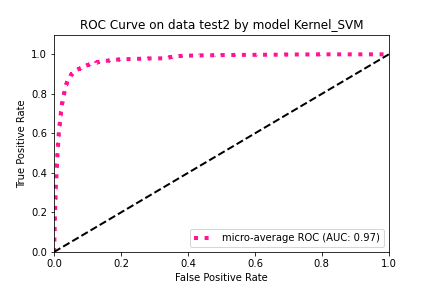 ROC Curve on data test2 by model Kernel_SVM
True Positive Rate
1.0
0.8
0.6
0.4
0.2
0.0
micro-average ROC (AUC: 0.97)
0.0 0.2 0.4 0.6 0.8 1.0
False Positive Rate